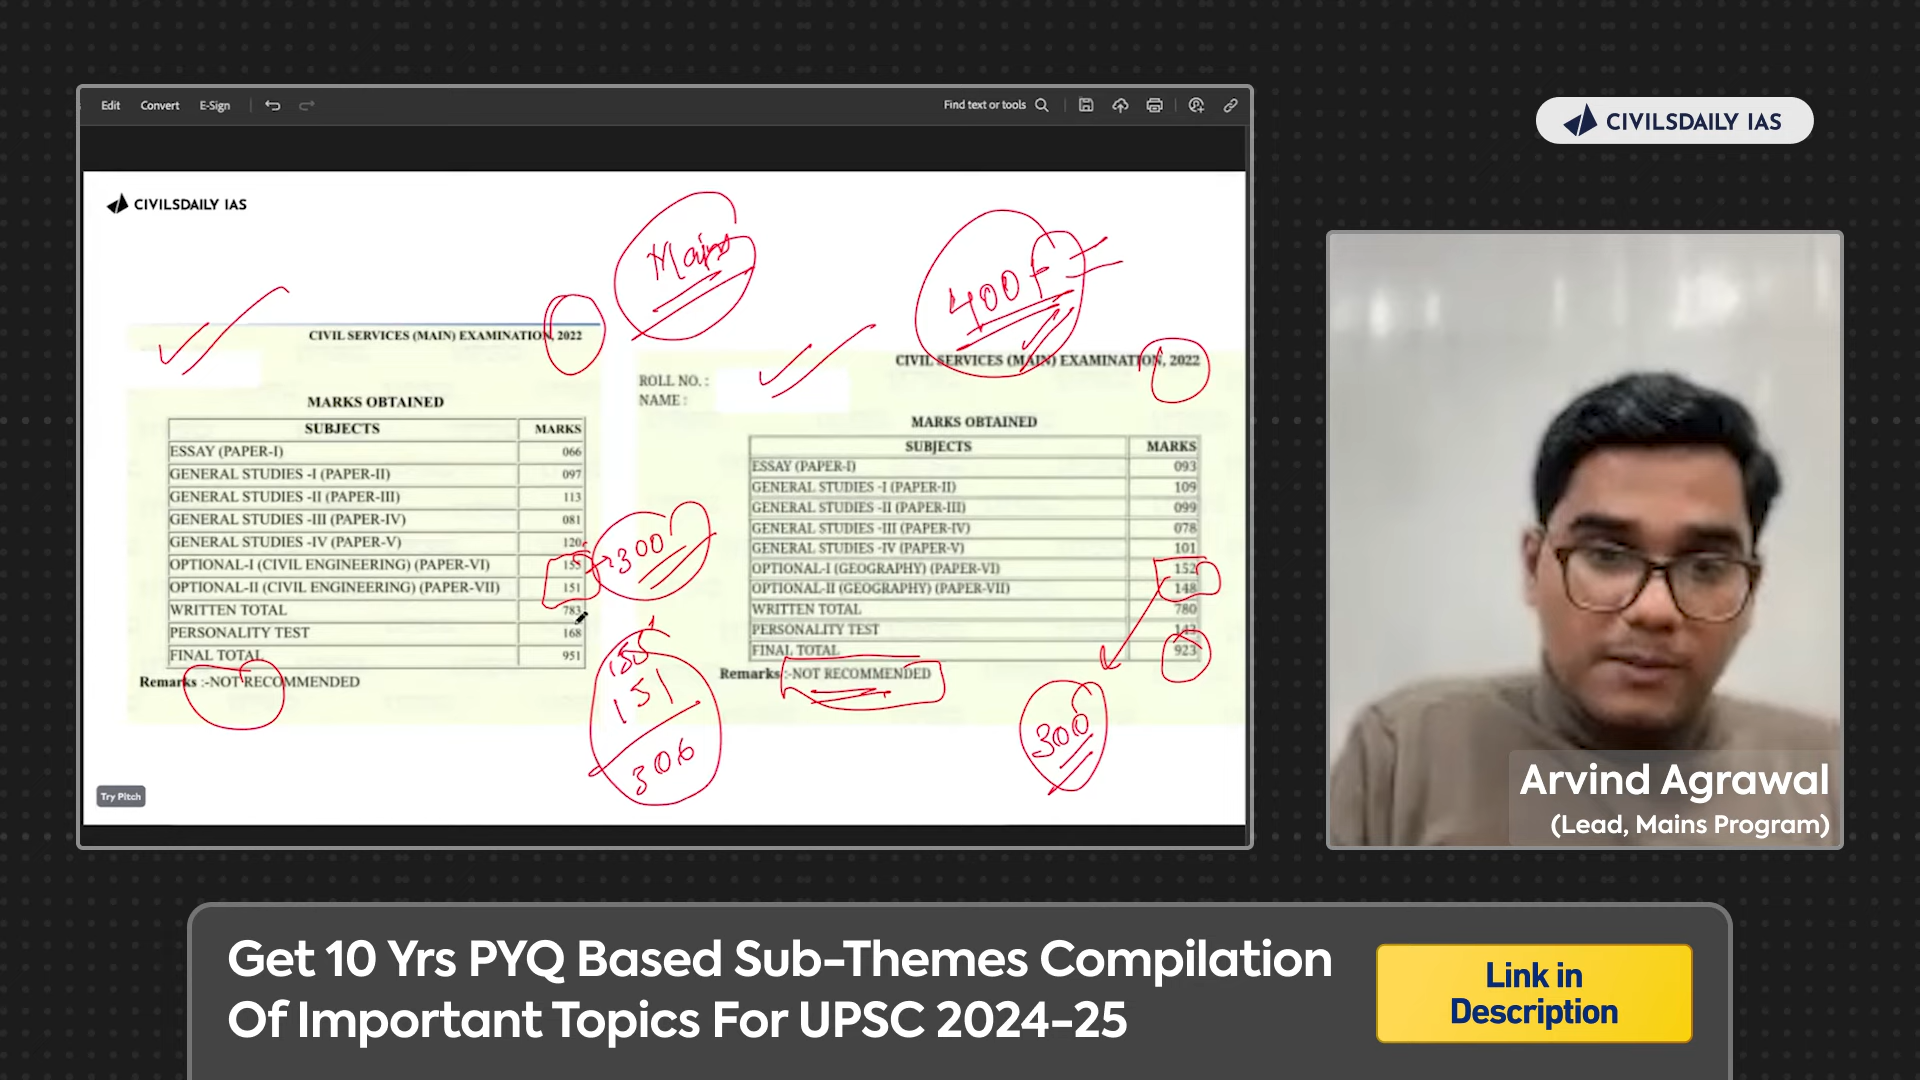 Edit Convert E-Sign Find text or tools
CIVILSDAILY IAS
CIVILSDAILY IAS
Mains
400+
CIVIL SERVICES (MAIN) EXAMINATION, 2022
MARKS OBTAINED
SUBJECTS MARKS
ESSAY (PAPER-I) 066
GENERAL STUDIES -I (PAPER-II) 097
GENERAL STUDIES -II (PAPER-III) 113
GENERAL STUDIES -III (PAPER-IV) 081
GENERAL STUDIES -IV (PAPER-V) 120
OPTIONAL-I (CIVIL ENGINEERING) (PAPER-VI) 155
OPTIONAL-II (CIVIL ENGINEERING) (PAPER-VII) 151
WRITTEN TOTAL 783
PERSONALITY TEST 168
FINAL TOTAL 951
Remarks :-NOT RECOMMENDED
300
155
151
306
CIVIL SERVICES (MAIN) EXAMINATION, 2022
ROLL NO. :
NAME :
MARKS OBTAINED
SUBJECTS MARKS
ESSAY (PAPER-I) 093
GENERAL STUDIES -I (PAPER-II) 109
GENERAL STUDIES -II (PAPER-III) 099
GENERAL STUDIES -III (PAPER-IV) 078
GENERAL STUDIES -IV (PAPER-V) 101
OPTIONAL-I (GEOGRAPHY) (PAPER-VI) 152
OPTIONAL-II (GEOGRAPHY) (PAPER-VII) 148
WRITTEN TOTAL 780
PERSONALITY TEST 143
FINAL TOTAL 923
Remarks :-NOT RECOMMENDED
300
Try Pitch
Arvind Agrawal
(Lead, Mains Program)
Get 10 Yrs PYQ Based Sub-Themes Compilation
Of Important Topics For UPSC 2024-25
Link in
Description